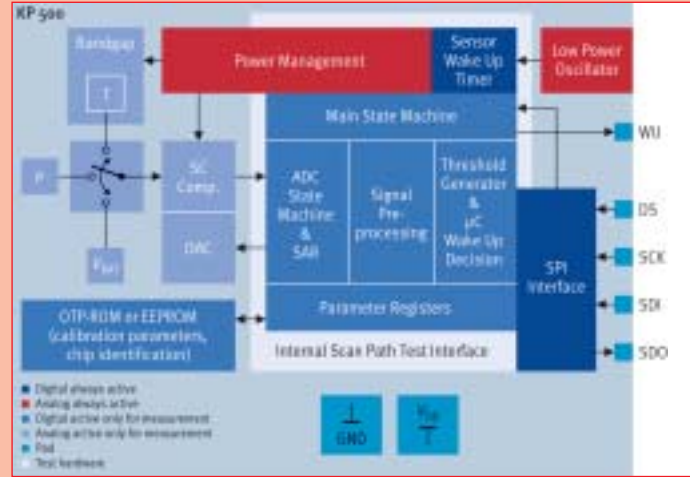 KP 500
Bandgap
T
Power Management
Sensor
Wake Up
Timer
Low Power
Oscillator
Main State Machine
WU
P
SC
Comp.
ADC
State
Machine
&
SAR
Signal
Pre-
processing
Threshold
Generator
&
µC
Wake Up
Decision
DAC
SPI
Interface
DS
SCK
SDI
SDO
Parameter Registers
OTP-ROM or EEPROM
(calibration parameters,
chip identification)
Internal Scan Path Test Interface
Digital always active
Analog always active
Digital active only for measurement
Analog active only for measurement
Pad
Test hardware
GND